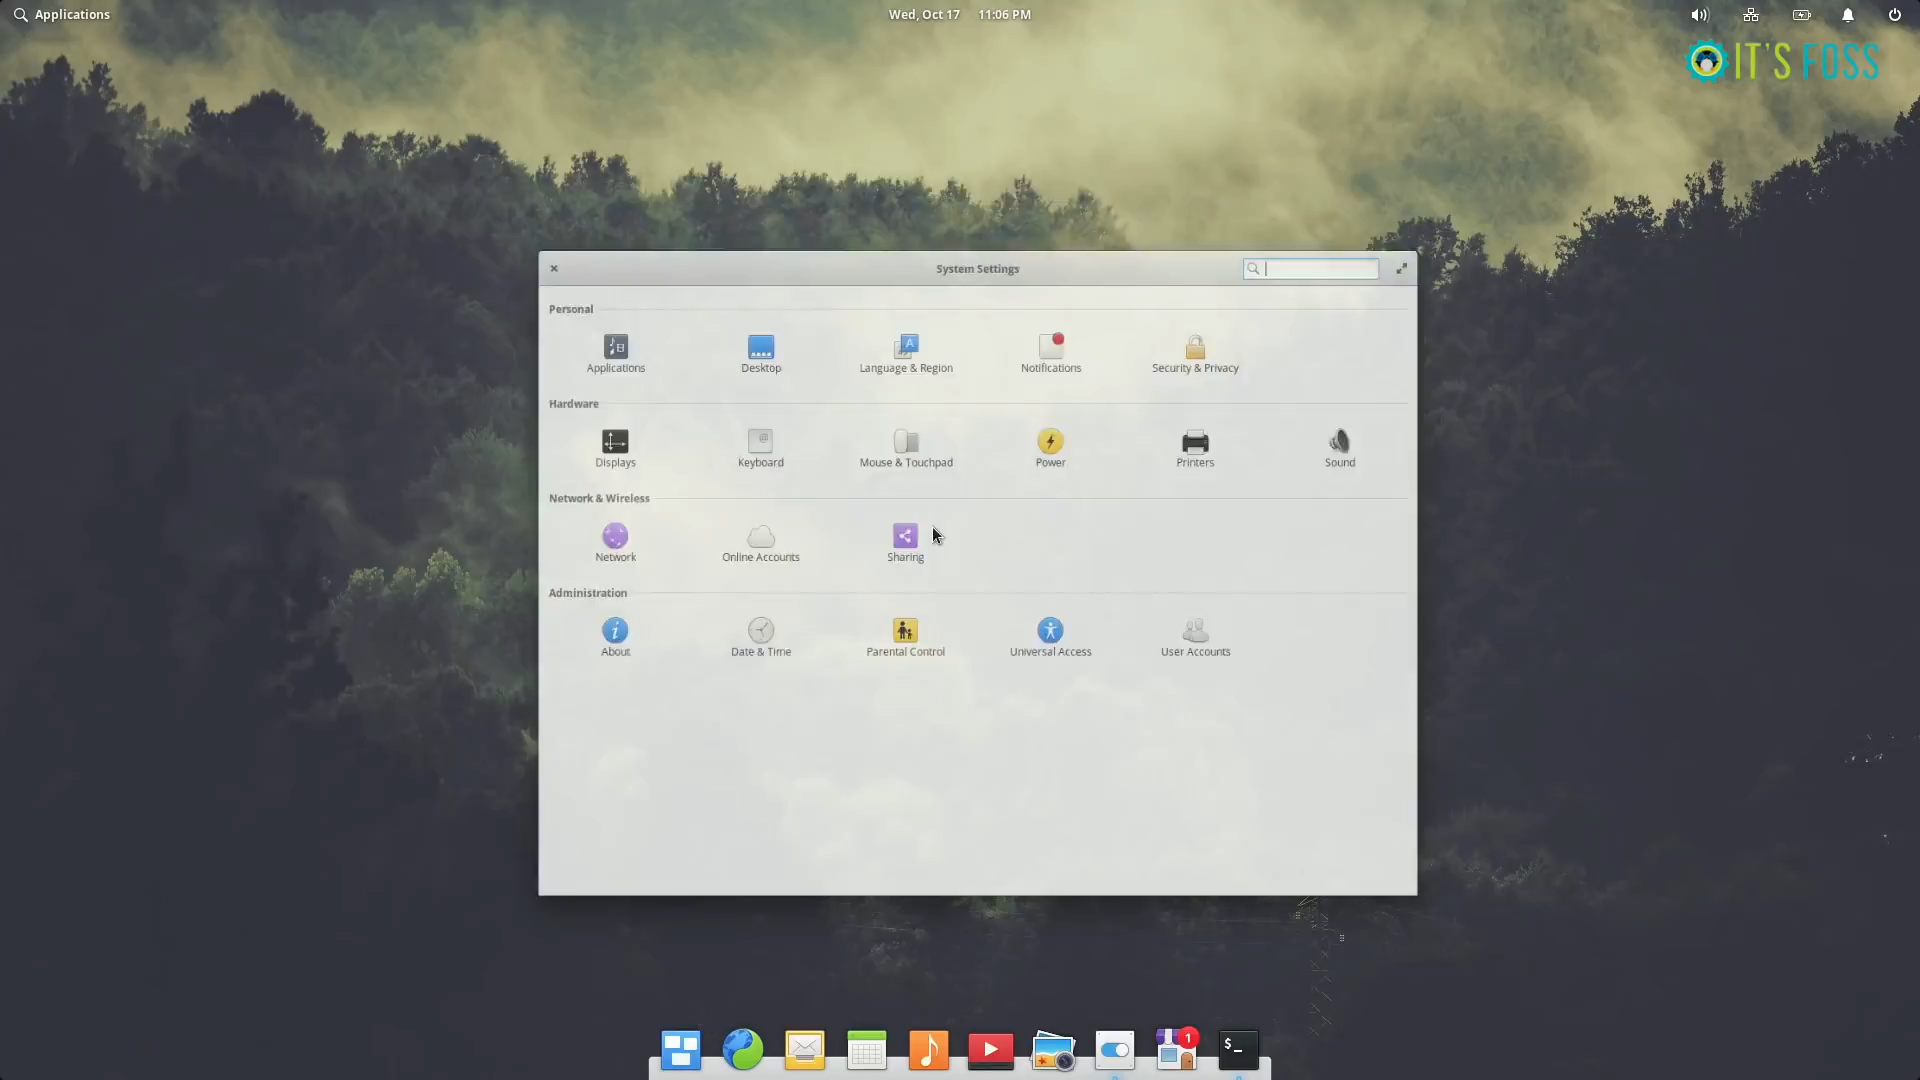 Applications
Wed, Oct 17 11:06 PM
IT'S FOSS
System Settings
Personal
Applications
Desktop
Language & Region
Notifications
Security & Privacy
Hardware
Displays
Keyboard
Mouse & Touchpad
Power
Printers
Sound
Network & Wireless
Network
Online Accounts
Sharing
Administration
About
Date & Time
Parental Control
Universal Access
User Accounts
1
$_